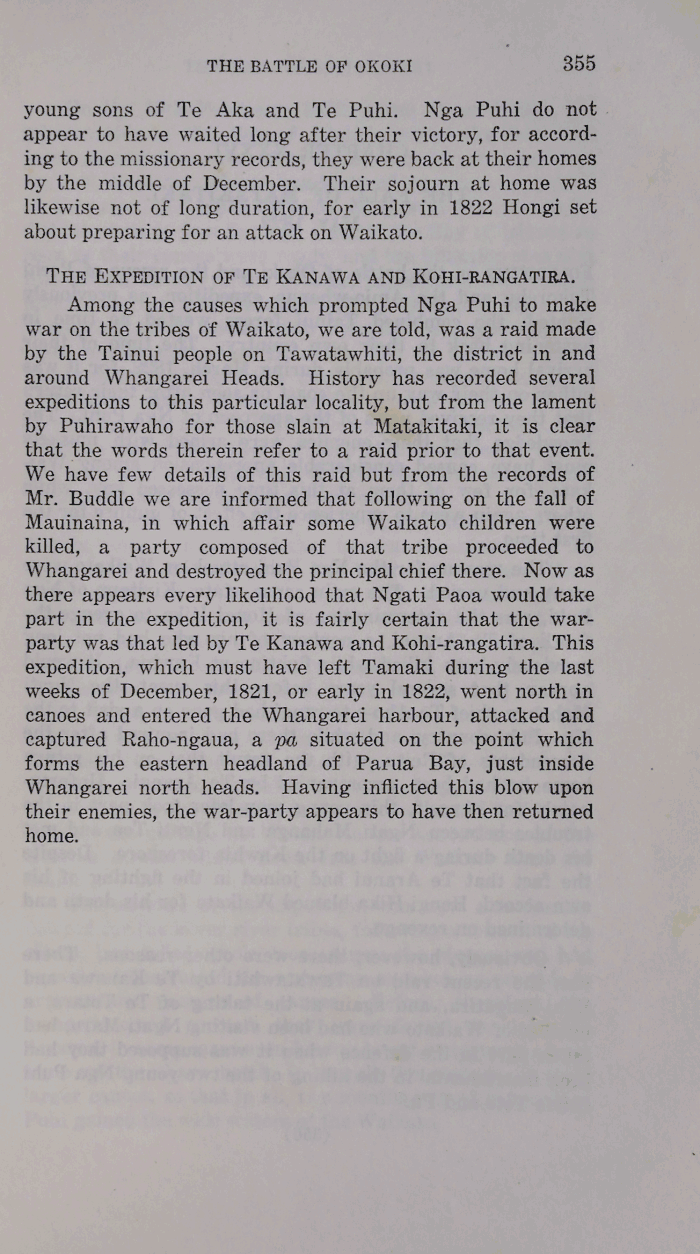 THE BATTLE OF OKOKI 355
young sons of Te Aka and Te Puhi. Nga Puhi do not
appear to have waited long after their victory, for accord-
ing to the missionary records, they were back at their homes
by the middle of December. Their sojourn at home was
likewise not of long duration, for early in 1822 Hongi set
about preparing for an attack on Waikato.
THE EXPEDITION OF TE KANAWA AND KOHI-RANGATIRA.
Among the causes which prompted Nga Puhi to make
war on the tribes of Waikato, we are told, was a raid made
by the Tainui people on Tawatawhiti, the district in and
around Whangarei Heads. History has recorded several
expeditions to this particular locality, but from the lament
by Puhirawaho for those slain at Matakitaki, it is clear
that the words therein refer to a raid prior to that event.
We have few details of this raid but from the records of
Mr. Buddle we are informed that following on the fall of
Mauinaina, in which affair some Waikato children were
killed, a party composed of that tribe proceeded to
Whangarei and destroyed the principal chief there. Now as
there appears every likelihood that Ngati Paoa would take
part in the expedition, it is fairly certain that the war-
party was that led by Te Kanawa and Kohi-rangatira. This
expedition, which must have left Tamaki during the last
weeks of December, 1821, or early in 1822, went north in
canoes and entered the Whangarei harbour, attacked and
captured Raho-ngaua, a pa situated on the point which
forms the eastern headland of Parua Bay, just inside
Whangarei north heads. Having inflicted this blow upon
their enemies, the war-party appears to have then returned
home.